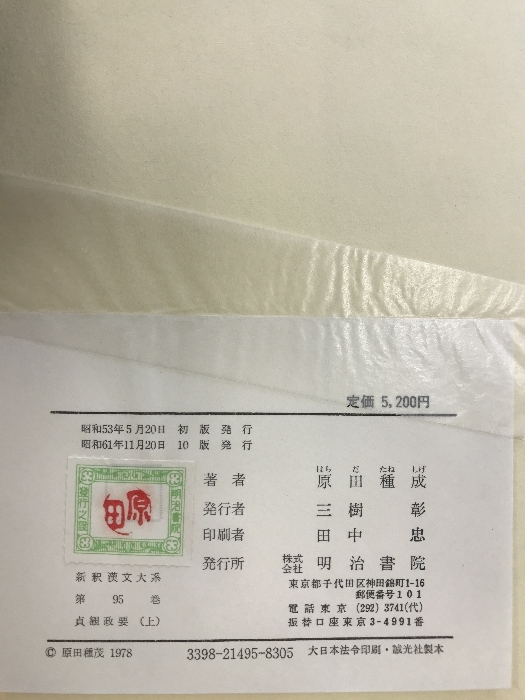 定価 5,200円
昭和53年5月20日 初版発行
昭和61年11月20日 10版発行
著者 原田種成
はら だ たね しげ
発行者 三樹彰
印刷者 田中忠
発行所 株式会社 明治書院
東京都千代田区神田錦町1-16
郵便番号101
電話東京 (292) 3741(代)
振替口座東京3-4991番
明治書院
発行之証
原田
新釈漢文大系
第 95 巻
貞観政要 (上)
© 原田種茂 1978
3398-21495-8305
大日本法令印刷・誠光社製本